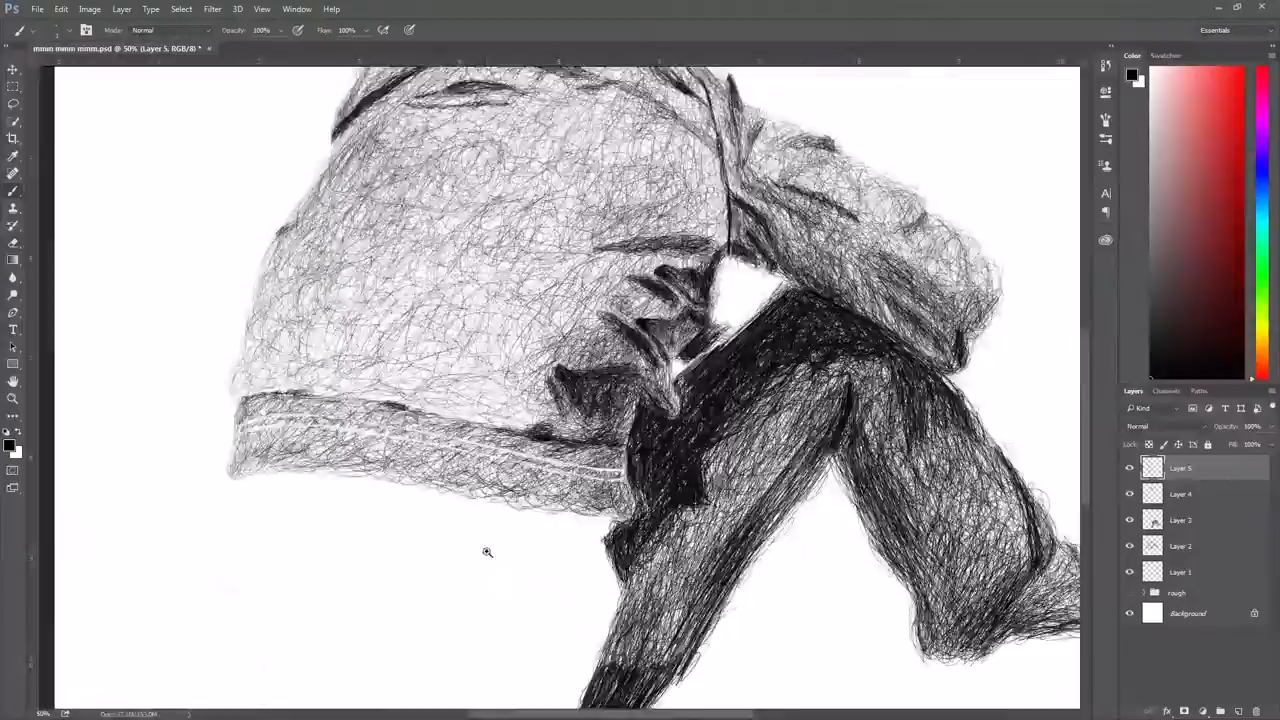 Ps File Edit Image Layer Type Select Filter 3D View Window Help
Mode: Normal Opacity: 100% Flow: 100% Essentials
mmm mmm mmm.psd @ 50% (Layer 5, RGB/8) *
Color Swatches
Layers Channels Paths
Kind
Normal Opacity: 100%
Lock: Fill: 100%
Layer 5
Layer 4
Layer 3
Layer 2
Layer 1
rough
Background
50%